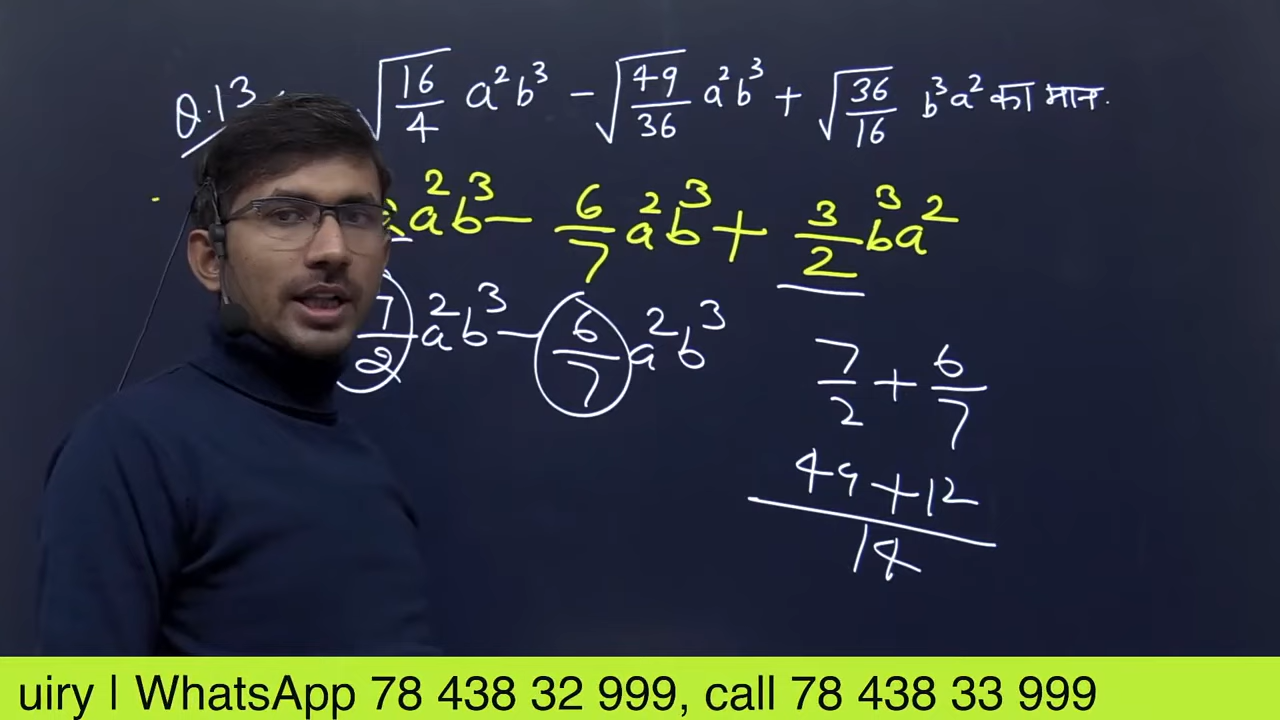 Q.13 √(16/4) a²b³ − √(49/36) a²b³ + √(36/16) b³a² का मान.
a²b³ − 6/7 a²b³ + 3/2 b³a²
7/2 a²b³ − 6/7 a²b³
7/2 + 6/7
49 + 12
14
uiry | WhatsApp 78 438 32 999, call 78 438 33 999